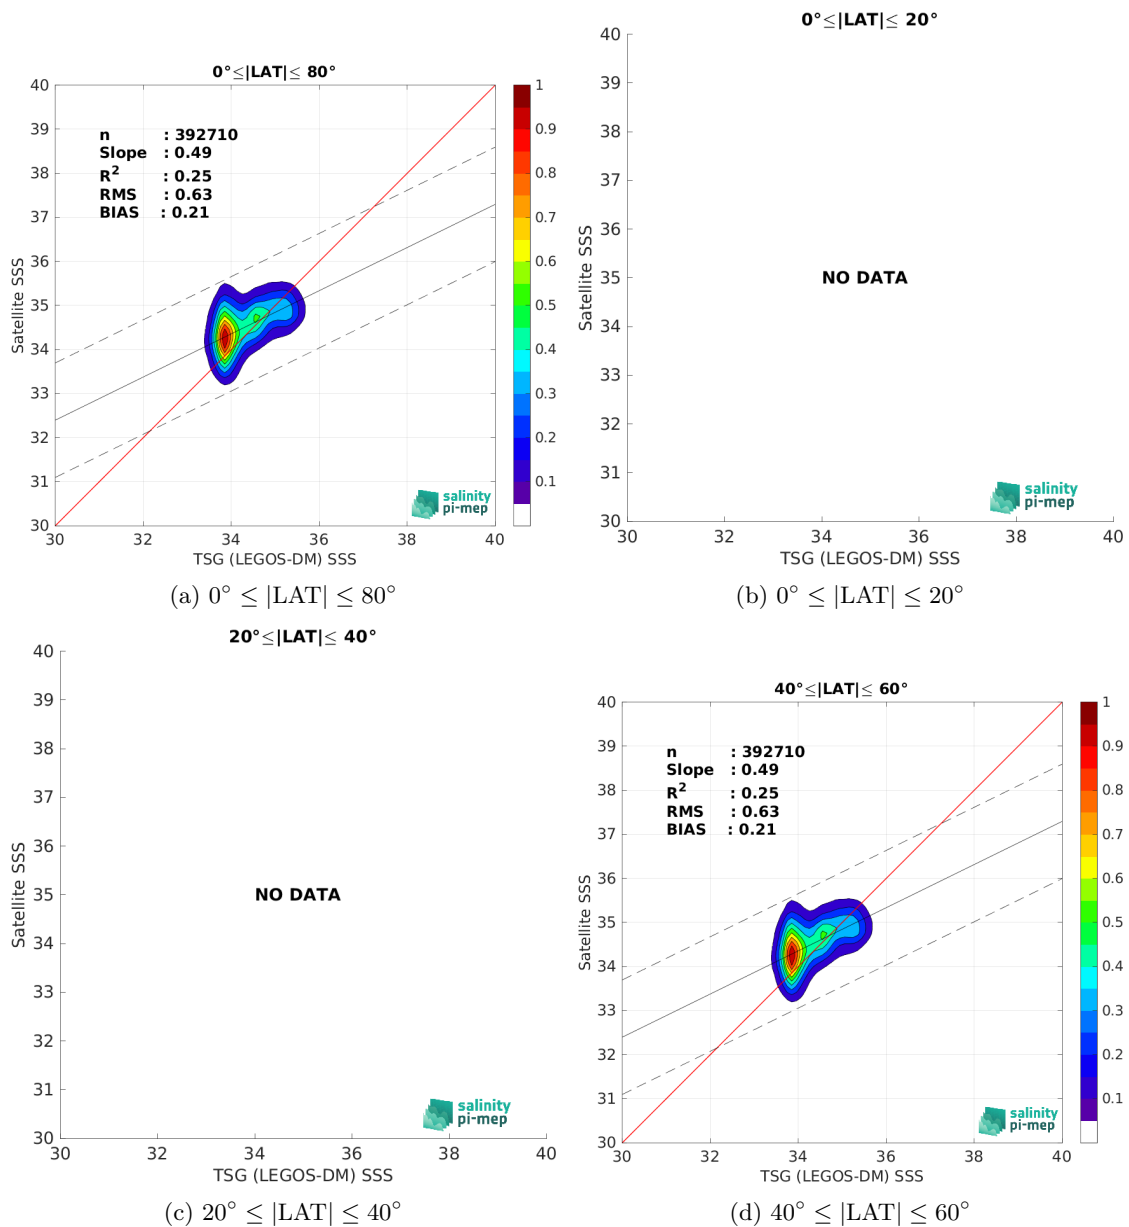 0°≤|LAT|≤ 80°
40
39
38
37
36
35
34
33
32
31
30
Satellite SSS
n : 392710
Slope : 0.49
R² : 0.25
RMS : 0.63
BIAS : 0.21
1
0.9
0.8
0.7
0.6
0.5
0.4
0.3
0.2
0.1
salinity
pi-mep
30 32 34 36 38 40
TSG (LEGOS-DM) SSS
(a) 0° ≤ |LAT| ≤ 80°
0°≤|LAT|≤ 20°
40
39
38
37
36
35
34
33
32
31
30
Satellite SSS
NO DATA
salinity
pi-mep
30 32 34 36 38 40
TSG (LEGOS-DM) SSS
(b) 0° ≤ |LAT| ≤ 20°
20°≤|LAT|≤ 40°
40
39
38
37
36
35
34
33
32
31
30
Satellite SSS
NO DATA
salinity
pi-mep
30 32 34 36 38 40
TSG (LEGOS-DM) SSS
(c) 20° ≤ |LAT| ≤ 40°
40°≤|LAT|≤ 60°
40
39
38
37
36
35
34
33
32
31
30
Satellite SSS
n : 392710
Slope : 0.49
R² : 0.25
RMS : 0.63
BIAS : 0.21
1
0.9
0.8
0.7
0.6
0.5
0.4
0.3
0.2
0.1
salinity
pi-mep
30 32 34 36 38 40
TSG (LEGOS-DM) SSS
(d) 40° ≤ |LAT| ≤ 60°